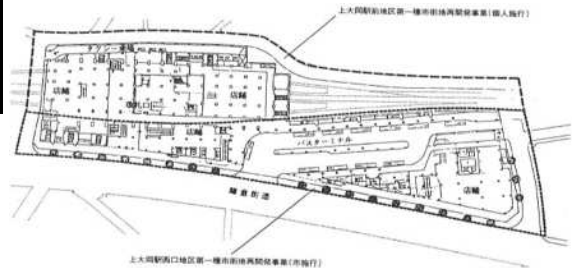 上大岡駅前地区第一種市街地再開発事業(個人施行)
タクシー乗場
店舗
改札口
店舗
店舗
バスターミナル
店舗
鎌倉街道
上大岡駅西口地区第一種市街地再開発事業(市施行)